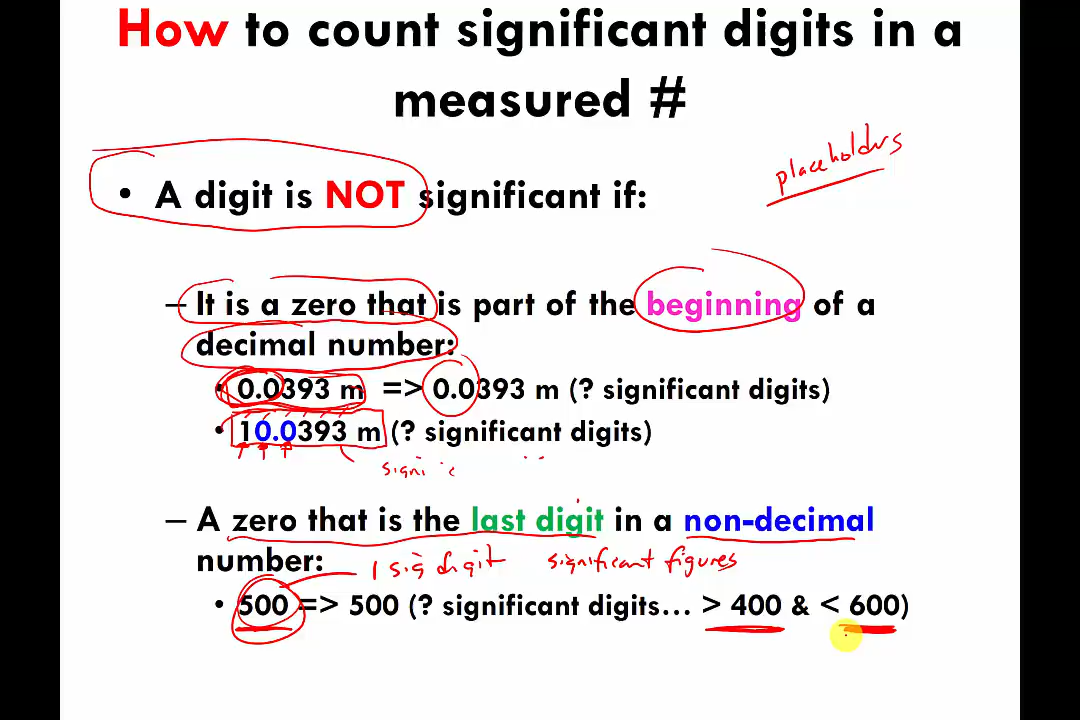 How to count significant digits in a
measured #
placeholders
• A digit is NOT significant if:
– It is a zero that is part of the beginning of a
decimal number:
• 0.0393 m => 0.0393 m (? significant digits)
• 10.0393 m (? significant digits)
– A zero that is the last digit in a non-decimal
number:
1 sig digit significant figures
• 500 => 500 (? significant digits... > 400 & < 600)